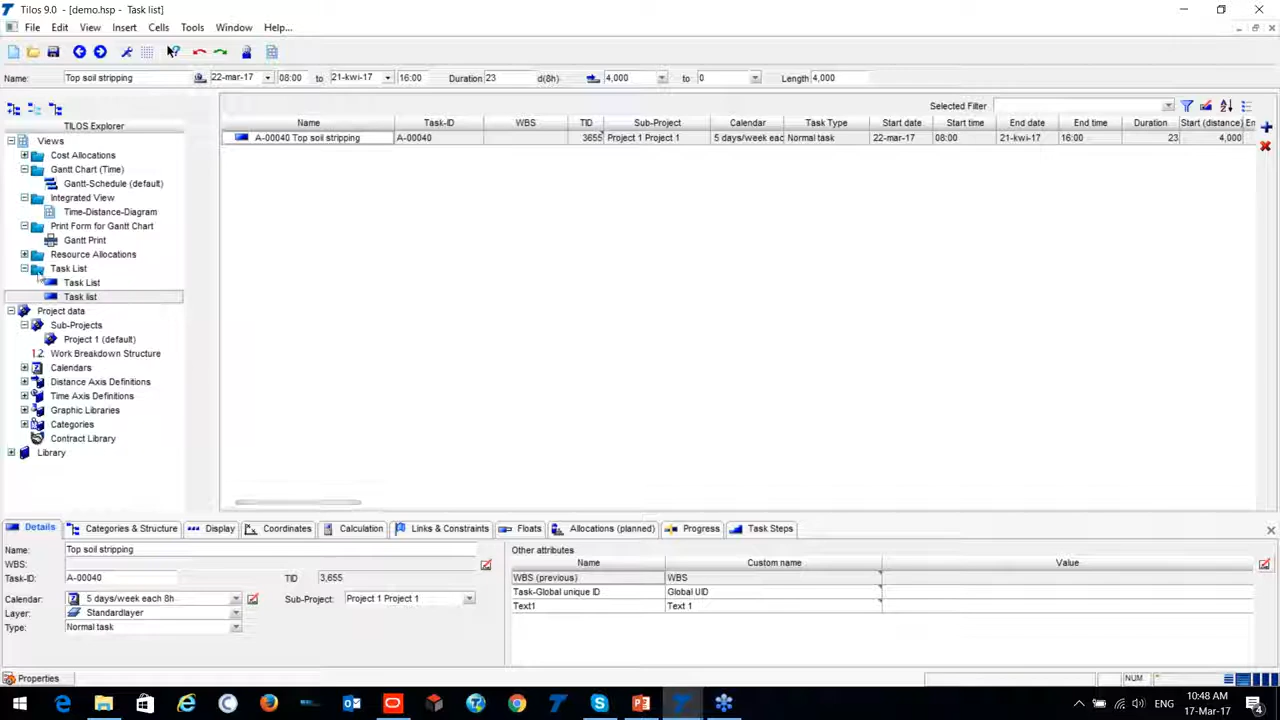 Tilos 9.0 - [demo.hsp - Task list]
File Edit View Insert Cells Tools Window Help...
Name: Top soil stripping 22-mar-17 08:00 to 21-kwi-17 16:00 Duration 23 d(8h) 4,000 to 0 Length 4,000
Selected Filter
TILOS Explorer
Views
Cost Allocations
Gantt Chart (Time)
Gantt-Schedule (default)
Integrated View
Time-Distance-Diagram
Print Form for Gantt Chart
Gantt Print
Resource Allocations
Task List
Task List
Task list
Project data
Sub-Projects
Project 1 (default)
1.2. Work Breakdown Structure
Calendars
Distance Axis Definitions
Time Axis Definitions
Graphic Libraries
Categories
Contract Library
Library
Name Task-ID WBS TID Sub-Project Calendar Task Type Start date Start time End date End time Duration Start (distance) En
A-00040 Top soil stripping A-00040 3655 Project 1 Project 1 5 days/week eac Normal task 22-mar-17 08:00 21-kwi-17 16:00 23 4,000
Details Categories & Structure Display Coordinates Calculation Links & Constraints Floats Allocations (planned) Progress Task Steps
Name: Top soil stripping
WBS:
Task-ID: A-00040 TID 3,655
Calendar: 5 days/week each 8h Sub-Project: Project 1 Project 1
Layer: Standardlayer
Type: Normal task
Other attributes
Name Custom name Value
WBS (previous) WBS
Task-Global unique ID Global UID
Text1 Text 1
Properties
NUM
ENG
10:48 AM
17-Mar-17